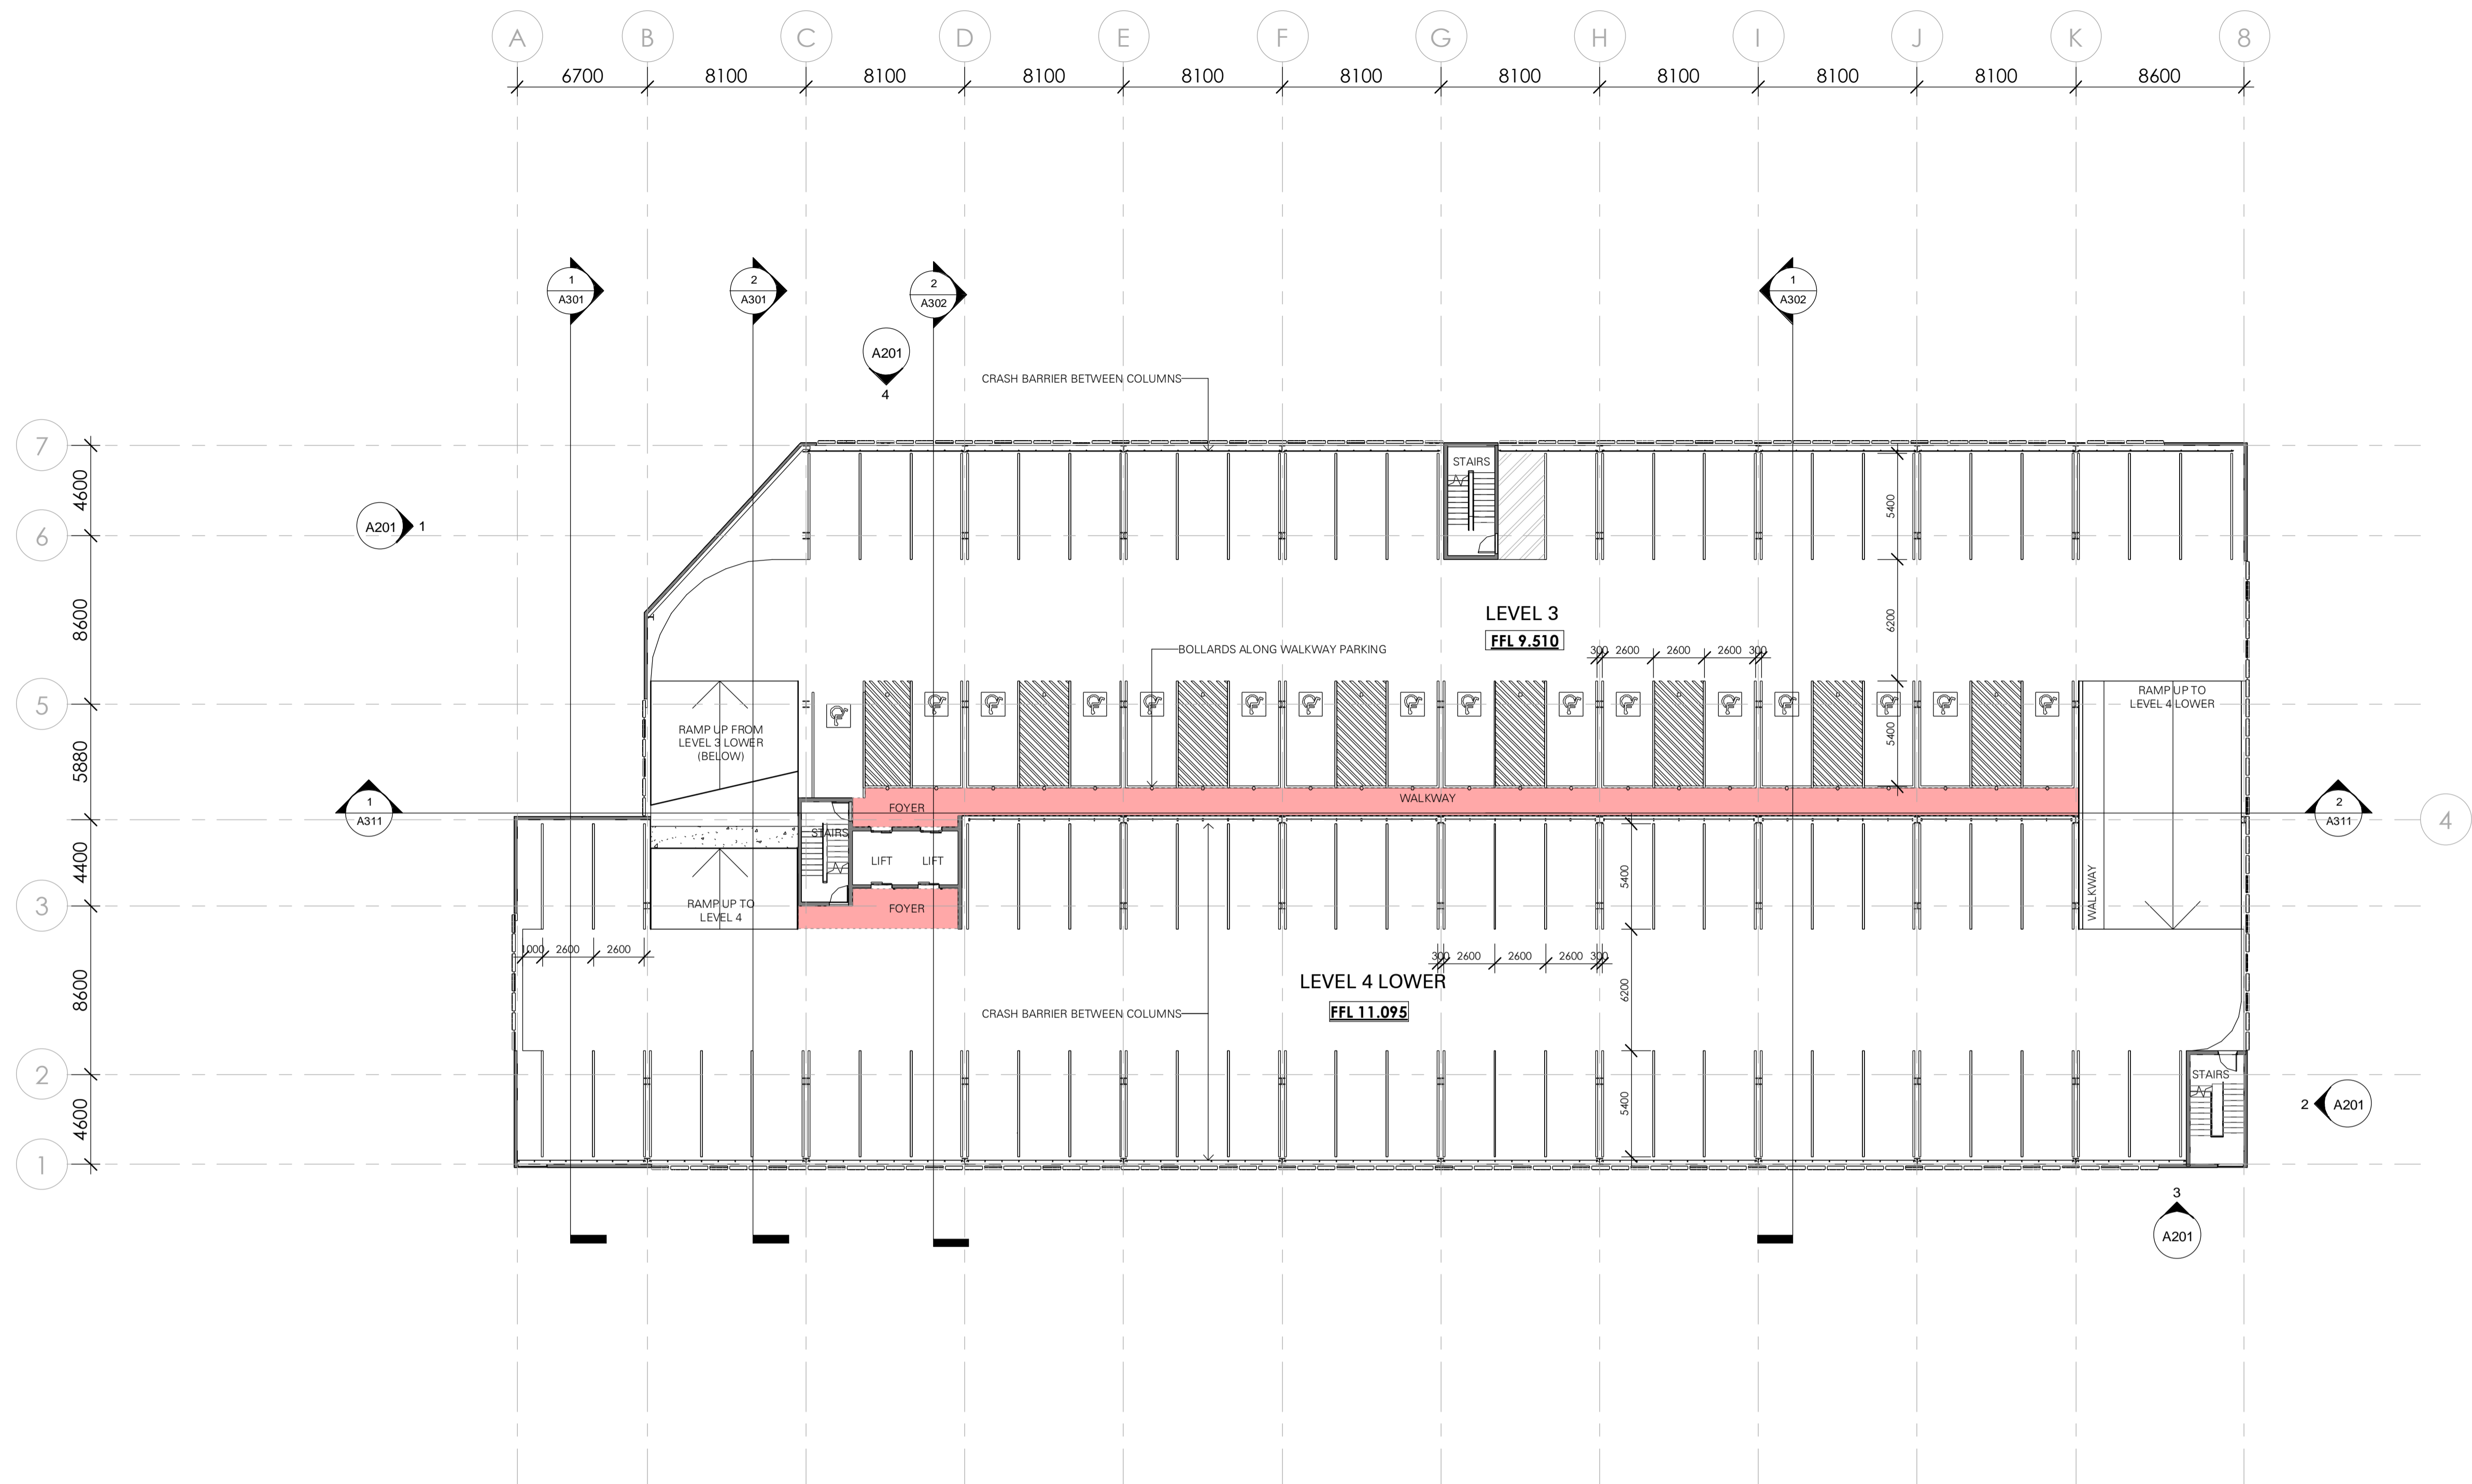 A B C D E F G H I J K 8
6700 8100 8100 8100 8100 8100 8100 8100 8100 8100 8600
1
A301
2
A301
2
A302
1
A302
A201
4
CRASH BARRIER BETWEEN COLUMNS
7
4600
6
8600
5
5880
4400
3
8600
2
4600
1
A201 1
STAIRS
5400
LEVEL 3
FFL 9.510
6200
BOLLARDS ALONG WALKWAY PARKING
300 2600 2600 2600 300
RAMP UP FROM
LEVEL 3 LOWER
(BELOW)
RAMP UP TO
LEVEL 4 LOWER
5400
1
A311
FOYER
WALKWAY
2
A311
4
STAIRS
LIFT LIFT
5400
WALKWAY
RAMP UP TO
LEVEL 4
FOYER
1000 2600 2600
300 2600 2600 2600 300
LEVEL 4 LOWER
FFL 11.095
6200
CRASH BARRIER BETWEEN COLUMNS
5400
STAIRS
2 A201
3
A201